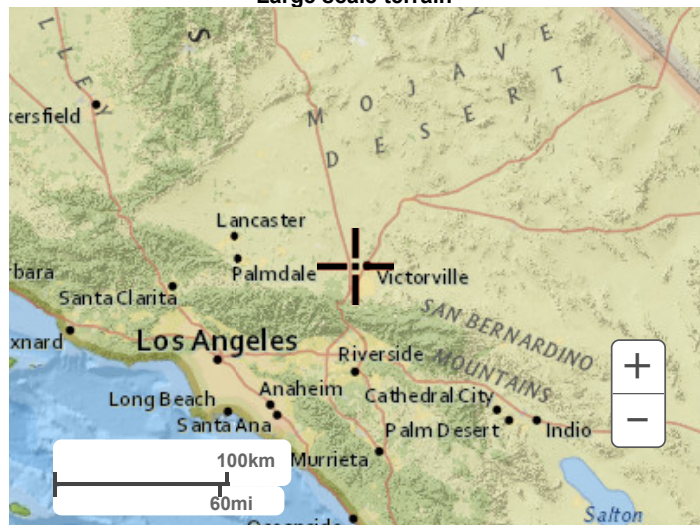 Large scale terrain
S
LLEY
kersfield
MOJAVE
DESERT
Lancaster
Palmdale
Victorville
rbara
Santa Clarita
SAN BERNARDINO
MOUNTAINS
xnard
Los Angeles
Riverside
+
−
Long Beach
Anaheim
Cathedral City
Santa Ana
Palm Desert
Indio
Murrieta
100km
60mi
Salton
Oceanside